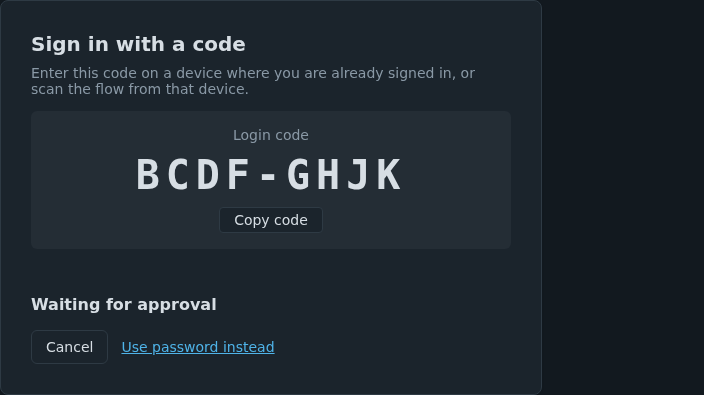 Sign in with a code
Enter this code on a device where you are already signed in, or
scan the flow from that device.
Login code
BCDF-GHJK
Copy code
Waiting for approval
Cancel
Use password instead